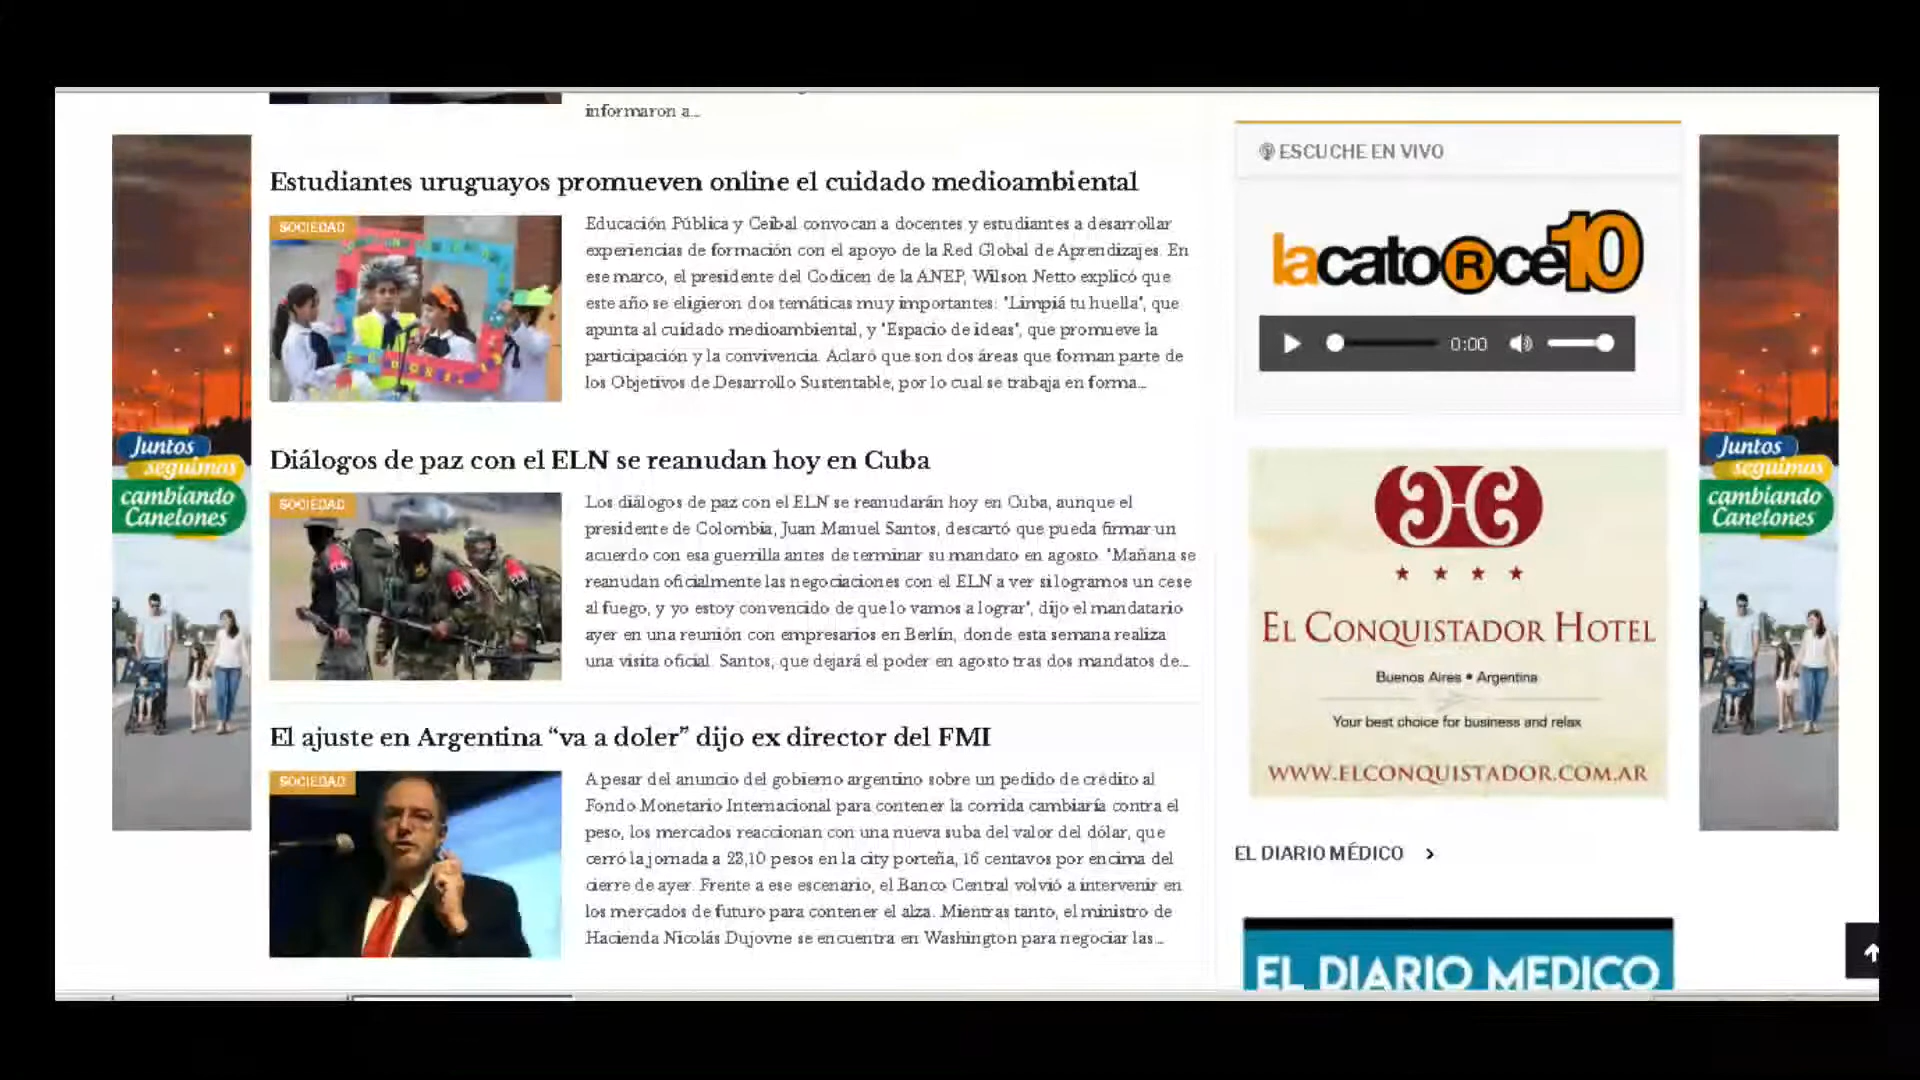 informaron a...
Estudiantes uruguayos promueven online el cuidado medioambiental
SOCIEDAD
Educación Pública y Ceibal convocan a docentes y estudiantes a desarrollar
experiencias de formación con el apoyo de la Red Global de Aprendizajes. En
ese marco, el presidente del Codicen de la ANEP, Wilson Netto explicó que
este año se eligieron dos temáticas muy importantes: "Limpiá tu huella", que
apunta al cuidado medioambiental, y "Espacio de ideas", que promueve la
participación y la convivencia. Aclaró que son dos áreas que forman parte de
los Objetivos de Desarrollo Sustentable, por lo cual se trabaja en forma...
Diálogos de paz con el ELN se reanudan hoy en Cuba
SOCIEDAD
Los diálogos de paz con el ELN se reanudarán hoy en Cuba, aunque el
presidente de Colombia, Juan Manuel Santos, descartó que pueda firmar un
acuerdo con esa guerrilla antes de terminar su mandato en agosto. "Mañana se
reanudan oficialmente las negociaciones con el ELN a ver si logramos un cese
al fuego, y yo estoy convencido de que lo vamos a lograr", dijo el mandatario
ayer en una reunión con empresarios en Berlín, donde esta semana realiza
una visita oficial. Santos, que dejará el poder en agosto tras dos mandatos de...
El ajuste en Argentina “va a doler” dijo ex director del FMI
SOCIEDAD
A pesar del anuncio del gobierno argentino sobre un pedido de crédito al
Fondo Monetario Internacional para contener la corrida cambiaría contra el
peso, los mercados reaccionan con una nueva suba del valor del dólar, que
cerró la jornada a 23,10 pesos en la city porteña, 16 centavos por encima del
cierre de ayer. Frente a ese escenario, el Banco Central volvió a intervenir en
los mercados de futuro para contener el alza. Mientras tanto, el ministro de
Hacienda Nicolás Dujovne se encuentra en Washington para negociar las...
ESCUCHE EN VIVO
lacatoRce10
0:00
EL CONQUISTADOR HOTEL
Buenos Aires • Argentina
Your best choice for business and relax
WWW.ELCONQUISTADOR.COM.AR
EL DIARIO MÉDICO
EL DIARIO MEDICO
Juntos
seguimos
cambiando
Canelones
Juntos
seguimos
cambiando
Canelones